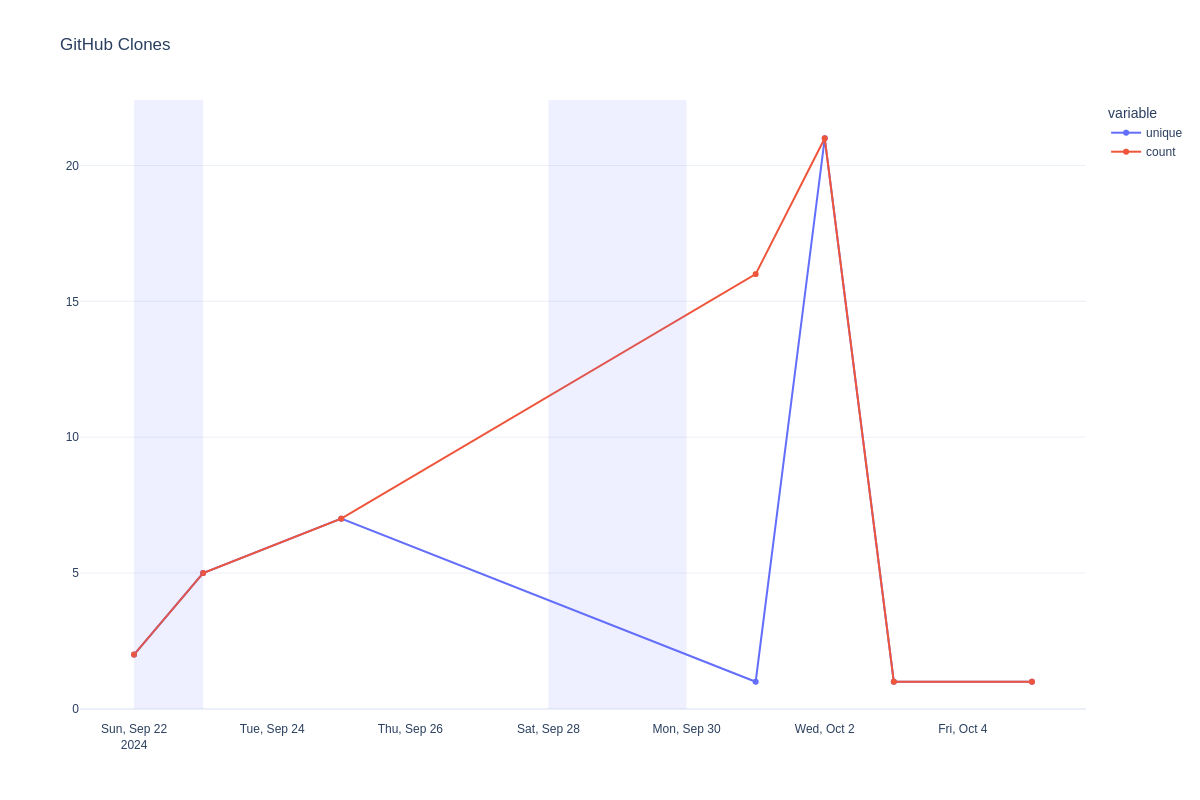 GitHub Clones
variable
unique
count
20
15
10
5
0
Sun, Sep 22
2024
Tue, Sep 24
Thu, Sep 26
Sat, Sep 28
Mon, Sep 30
Wed, Oct 2
Fri, Oct 4